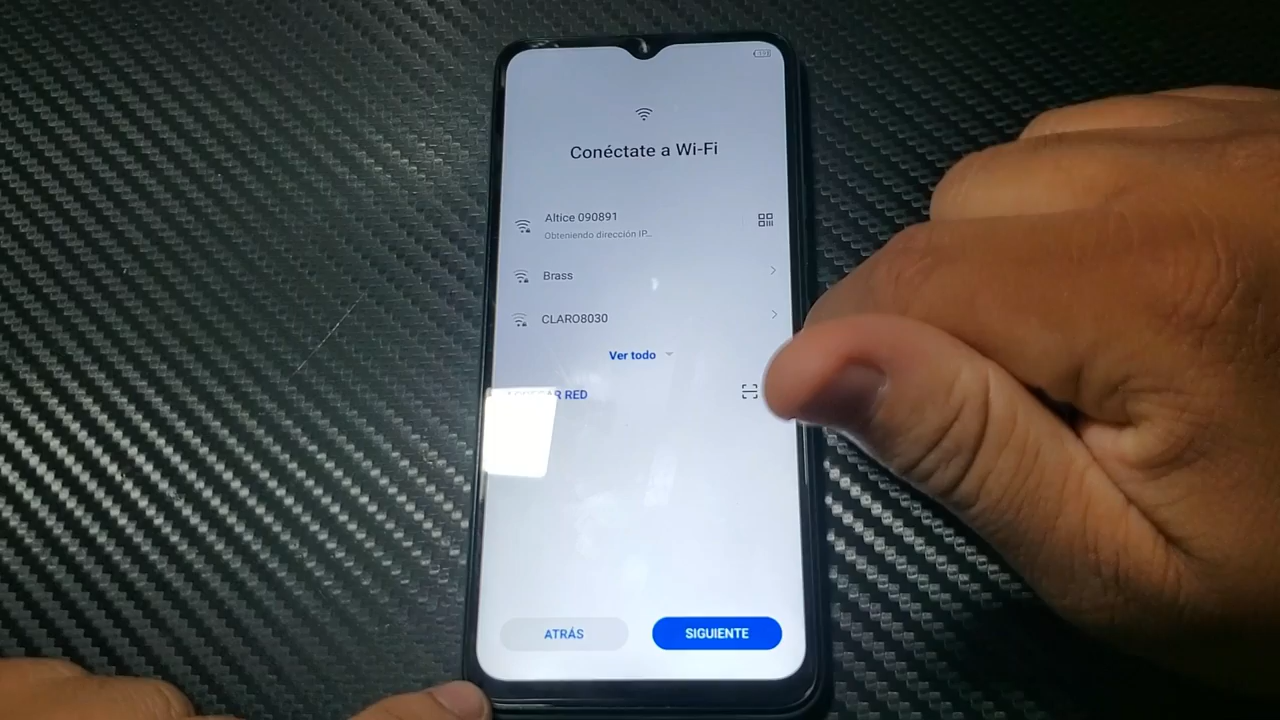 Conéctate a Wi-Fi
Altice 090891
Obteniendo dirección IP...
Brass
CLARO8030
Ver todo
RED
ATRÁS
SIGUIENTE